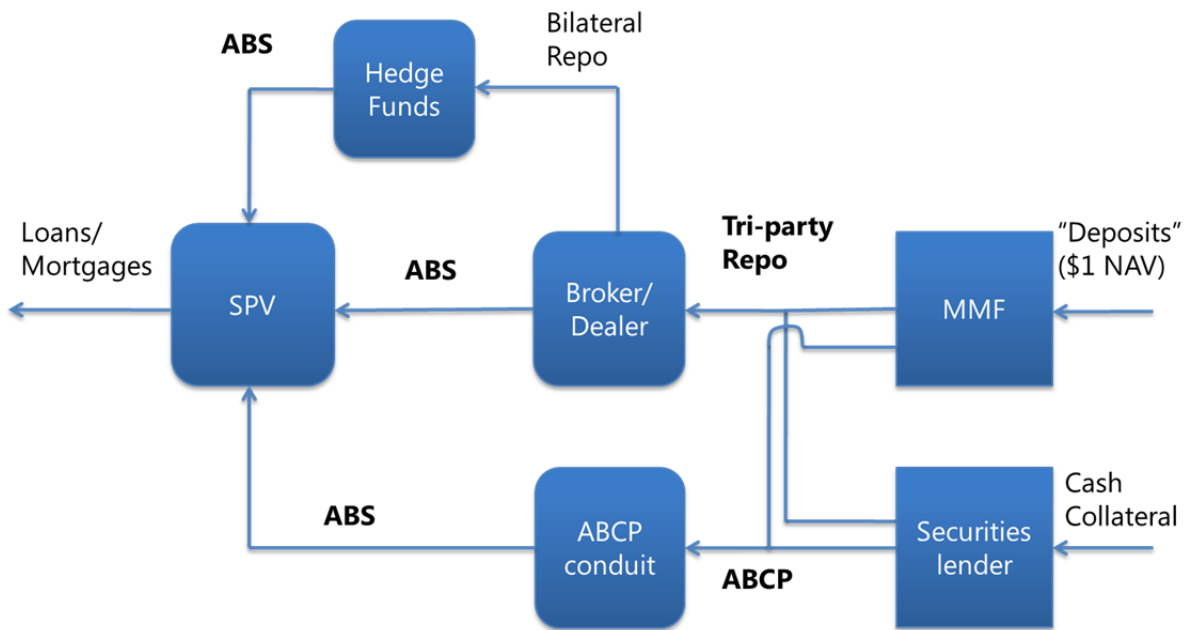 ABS
Hedge
Funds
Bilateral
Repo
Loans/
Mortgages
SPV
ABS
Broker/
Dealer
Tri-party
Repo
MMF
“Deposits”
($1 NAV)
ABS
ABCP
conduit
ABCP
Securities
lender
Cash
Collateral